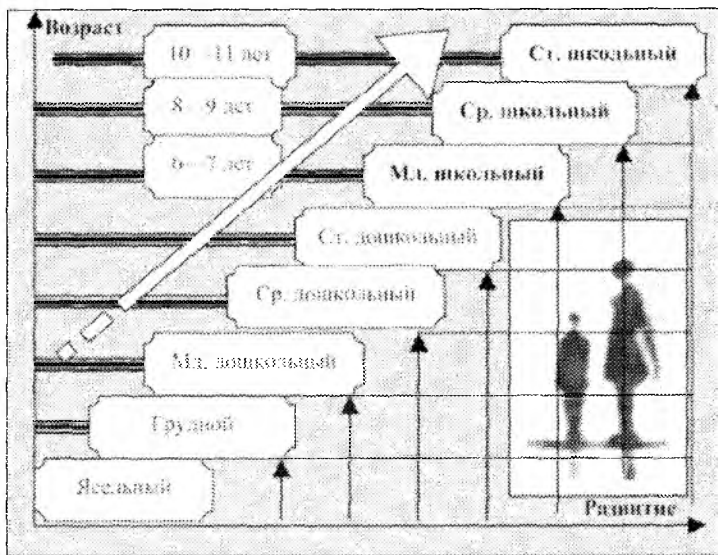 Возраст
10—11 лет
Ст. школьный
8—9 лет
Ср. школьный
6—7 лет
Мл. школьный
Ст. дошкольный
Ср. дошкольный
Мл. дошкольный
Грудной
Ясельный
Развитие